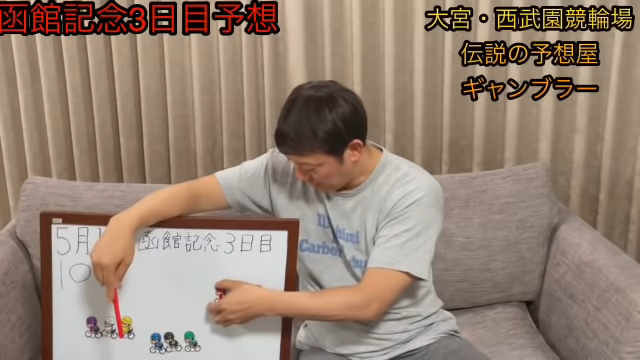 函館記念3日目予想
大宮・西武園競輪場
伝説の予想屋
ギャンブラー
5月1 函館記念3日目
10